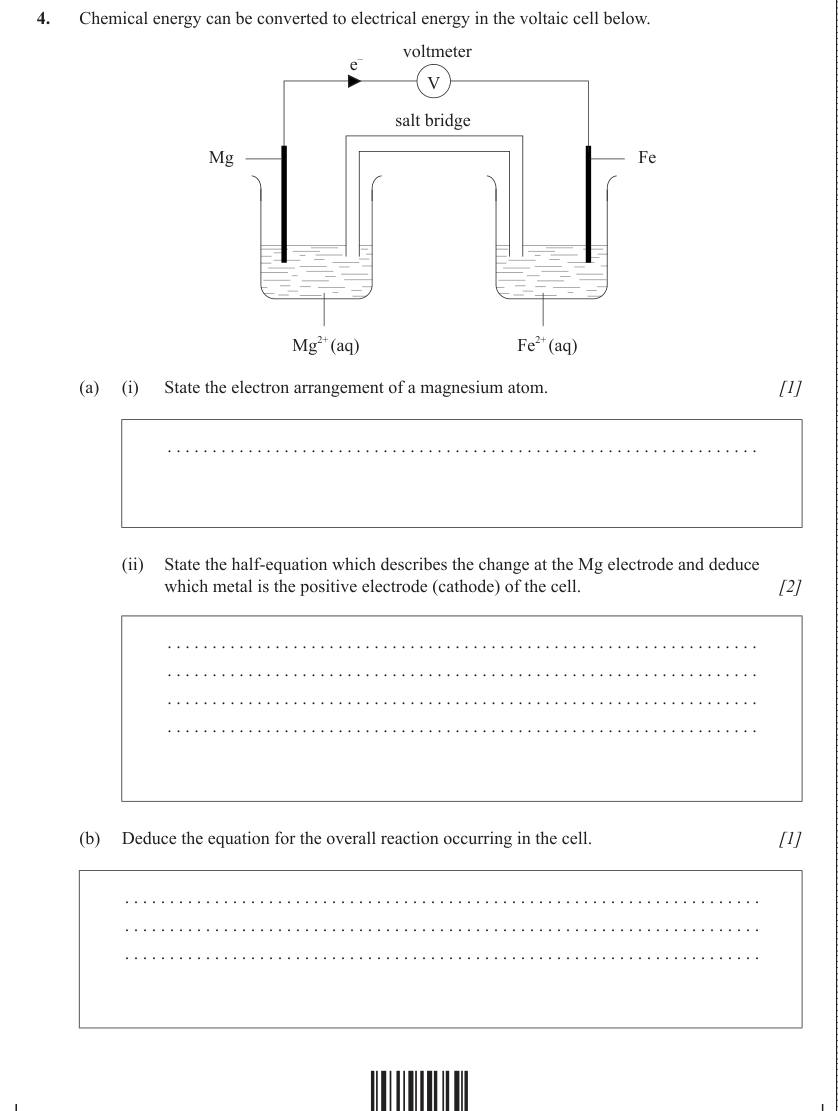 4. Chemical energy can be converted to electrical energy in the voltaic cell below.
voltmeter
e⁻
V
salt bridge
Mg
Fe
Mg²⁺ (aq)
Fe²⁺ (aq)
(a) (i) State the electron arrangement of a magnesium atom. [1]
(ii) State the half-equation which describes the change at the Mg electrode and deduce
which metal is the positive electrode (cathode) of the cell. [2]
(b) Deduce the equation for the overall reaction occurring in the cell. [1]